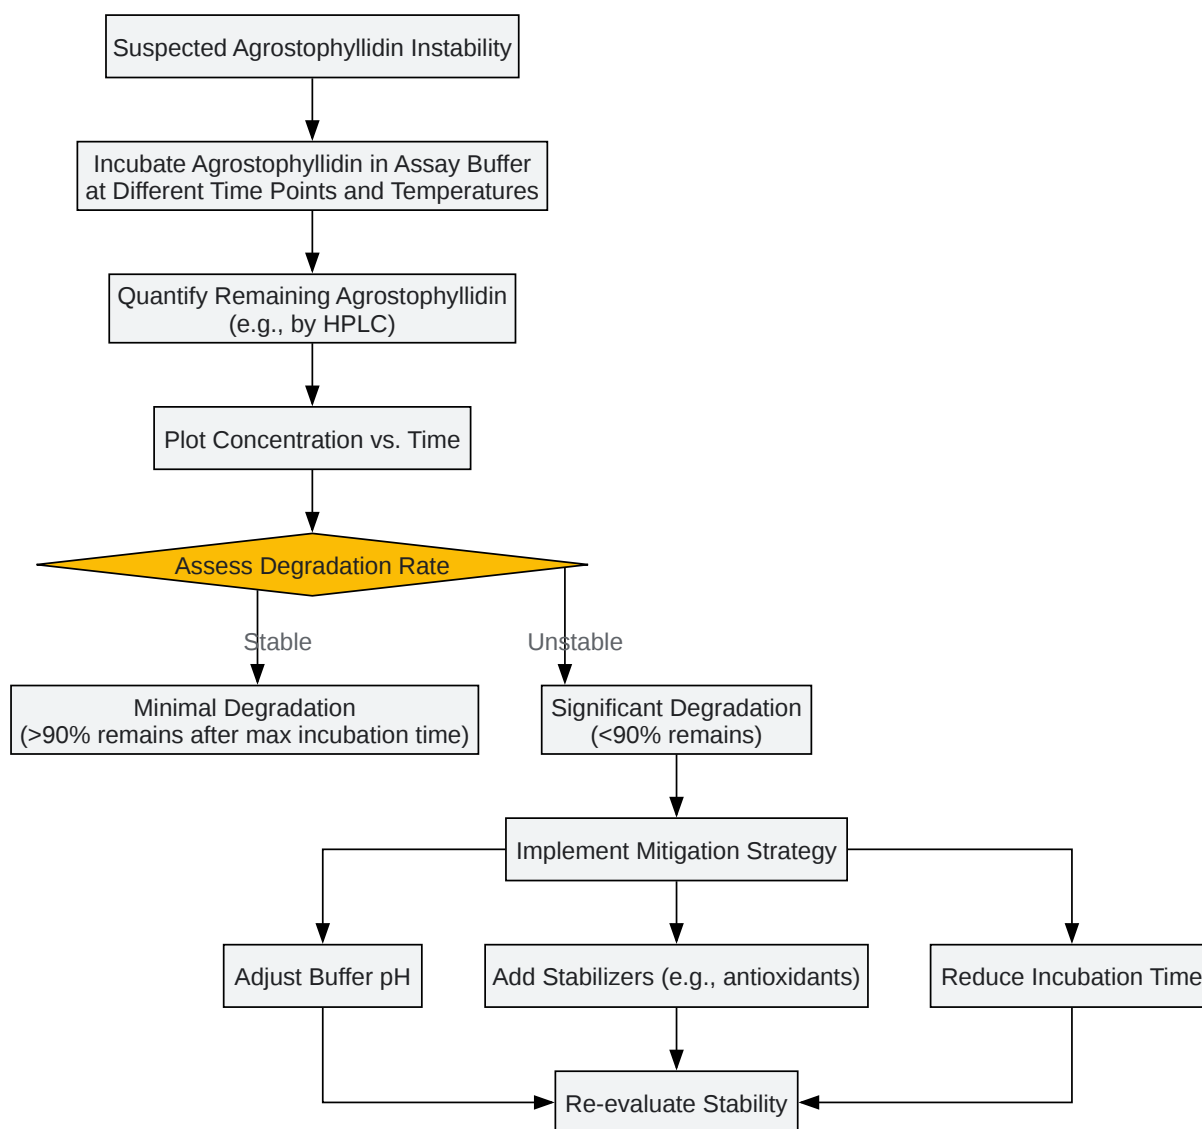 Suspected Agrostophyllidin Instability
Incubate Agrostophyllidin in Assay Buffer
at Different Time Points and Temperatures
Quantify Remaining Agrostophyllidin
(e.g., by HPLC)
Plot Concentration vs. Time
Assess Degradation Rate
Stable
Unstable
Minimal Degradation
(>90% remains after max incubation time)
Significant Degradation
(<90% remains)
Implement Mitigation Strategy
Adjust Buffer pH
Add Stabilizers (e.g., antioxidants)
Reduce Incubation Time
Re-evaluate Stability